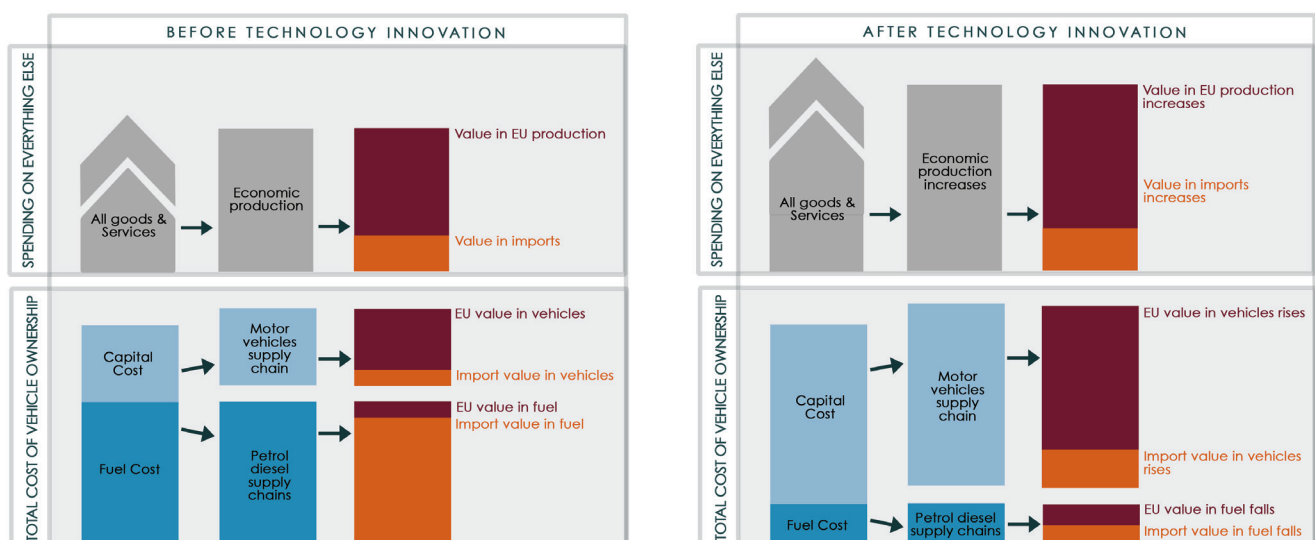 BEFORE TECHNOLOGY INNOVATION
SPENDING ON EVERYTHING ELSE
All goods &
Services
Economic
production
Value in EU production
Value in imports
TOTAL COST OF VEHICLE OWNERSHIP
Capital
Cost
Motor
vehicles
supply
chain
EU value in vehicles
Import value in vehicles
Fuel Cost
Petrol
diesel
supply
chains
EU value in fuel
Import value in fuel
AFTER TECHNOLOGY INNOVATION
SPENDING ON EVERYTHING ELSE
All goods &
Services
Economic
production
increases
Value in EU production
increases
Value in imports
increases
TOTAL COST OF VEHICLE OWNERSHIP
Capital
Cost
Motor
vehicles
supply
chain
EU value in vehicles rises
Import value in vehicles
rises
Fuel Cost
Petrol diesel
supply chains
EU value in fuel falls
Import value in fuel falls